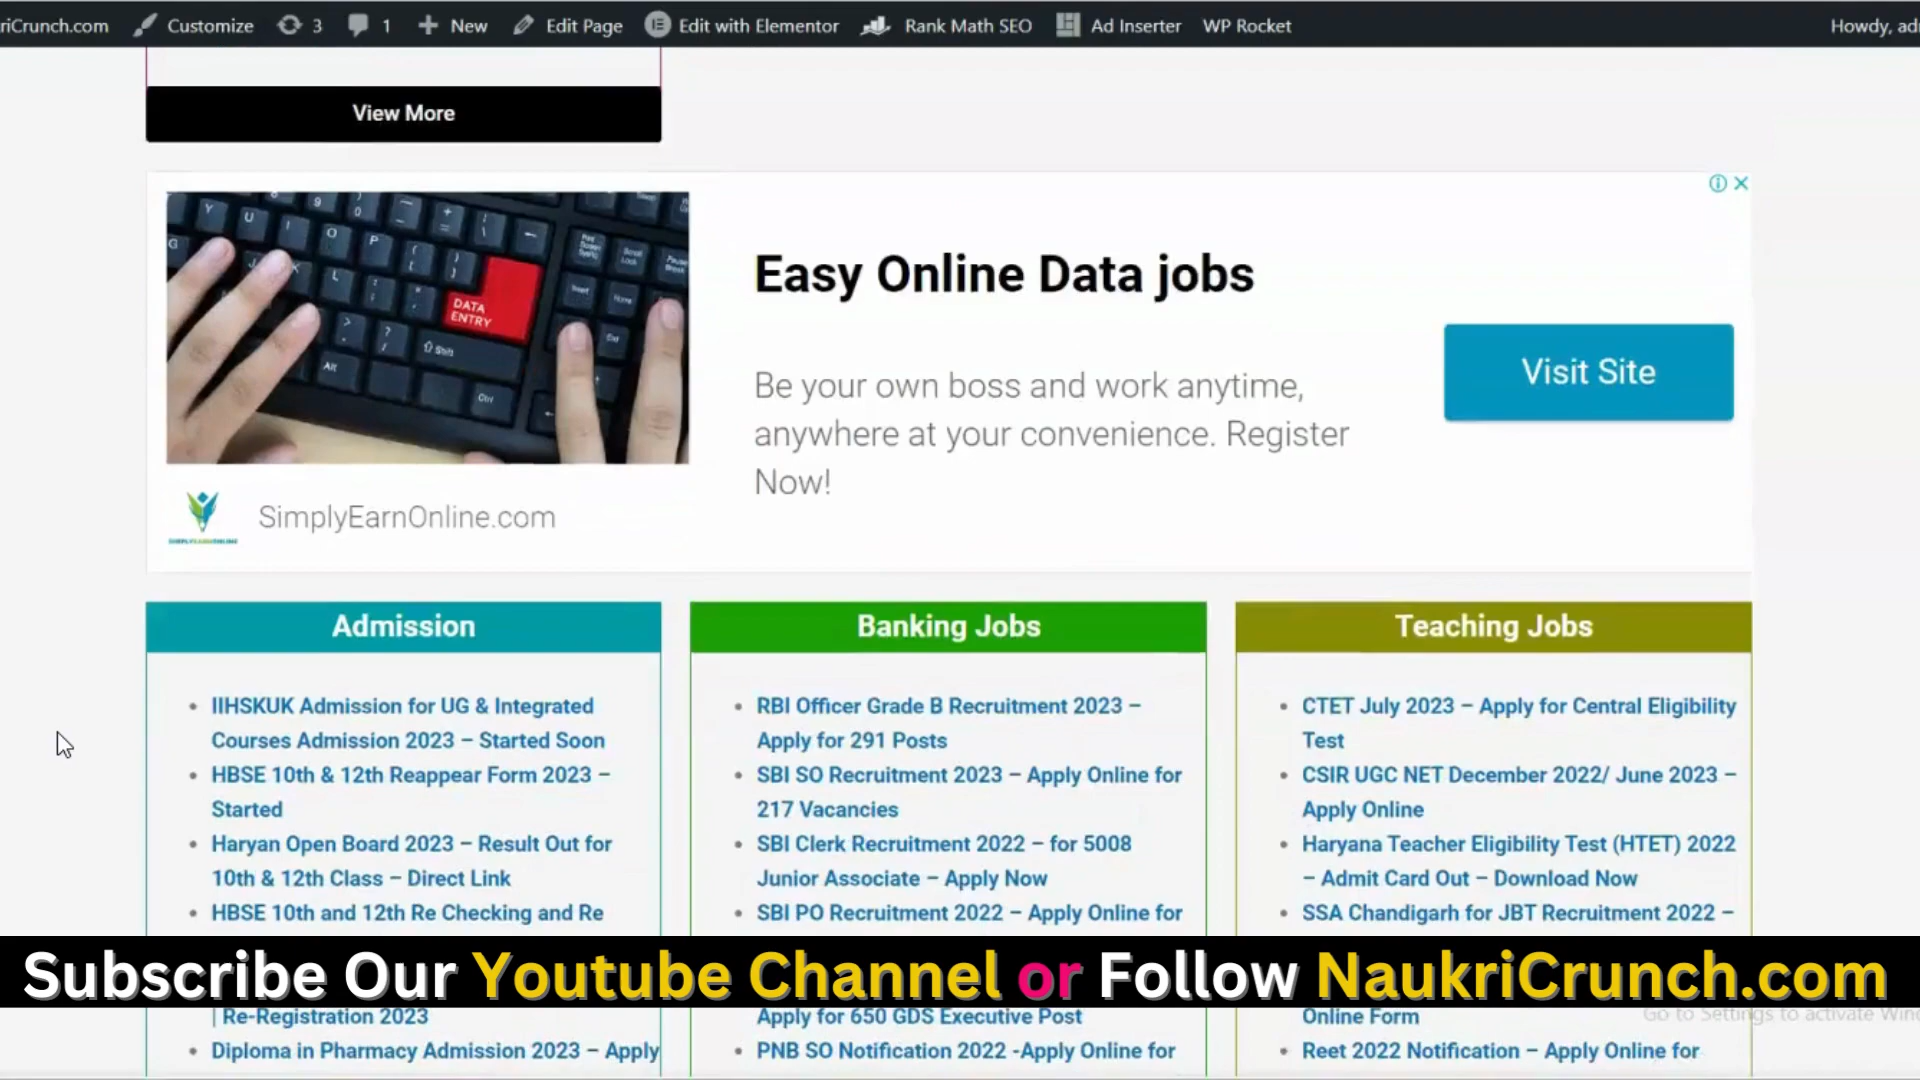 riCrunch.com Customize 3 1 New Edit Page Edit with Elementor Rank Math SEO Ad Inserter WP Rocket Howdy, adı
View More
DATA
ENTRY
Easy Online Data jobs
Be your own boss and work anytime,
anywhere at your convenience. Register
Now!
Visit Site
SimplyEarnOnline.com
Admission
IIHSKUK Admission for UG & Integrated
Courses Admission 2023 – Started Soon
HBSE 10th & 12th Reappear Form 2023 –
Started
Haryan Open Board 2023 – Result Out for
10th & 12th Class – Direct Link
HBSE 10th and 12th Re Checking and Re
| Re-Registration 2023
Diploma in Pharmacy Admission 2023 – Apply
Banking Jobs
RBI Officer Grade B Recruitment 2023 –
Apply for 291 Posts
SBI SO Recruitment 2023 – Apply Online for
217 Vacancies
SBI Clerk Recruitment 2022 – for 5008
Junior Associate – Apply Now
SBI PO Recruitment 2022 – Apply Online for
Apply for 650 GDS Executive Post
PNB SO Notification 2022 -Apply Online for
Teaching Jobs
CTET July 2023 – Apply for Central Eligibility
Test
CSIR UGC NET December 2022/ June 2023 –
Apply Online
Haryana Teacher Eligibility Test (HTET) 2022
– Admit Card Out – Download Now
SSA Chandigarh for JBT Recruitment 2022 –
Online Form
Reet 2022 Notification – Apply Online for
Subscribe Our Youtube Channel or Follow NaukriCrunch.com
Go to Settings to activate Win